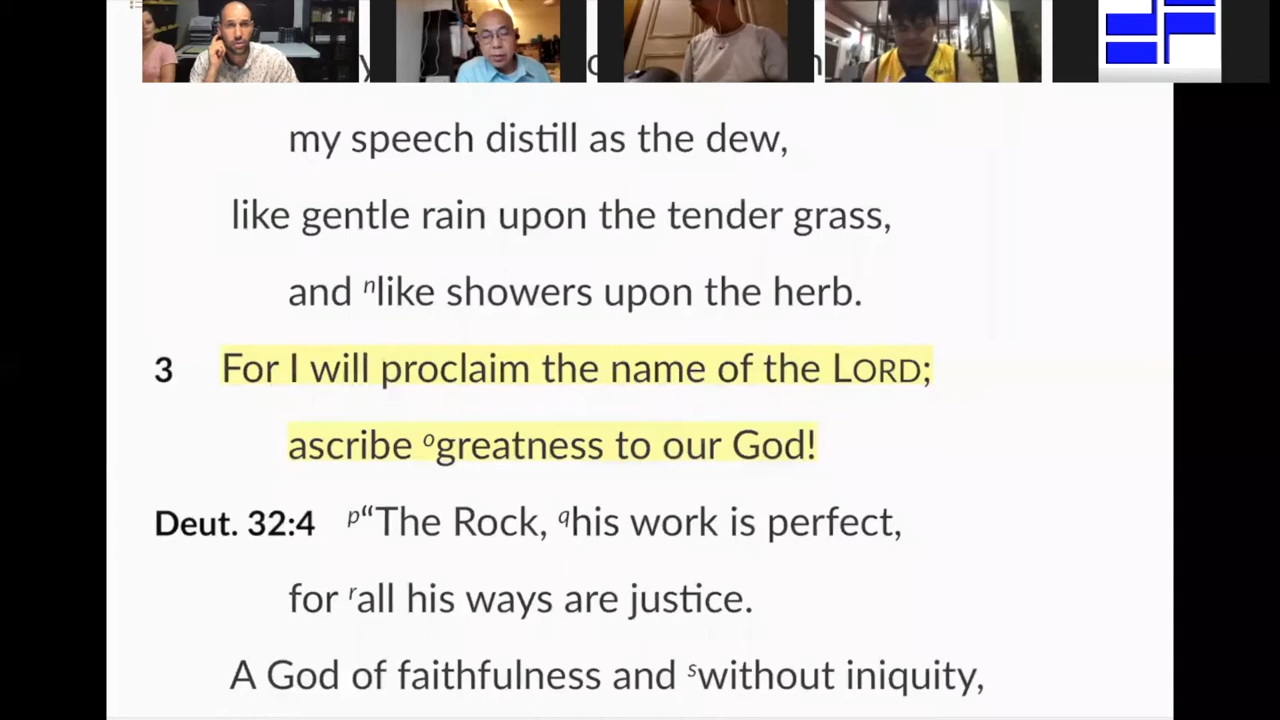 my speech distill as the dew,
like gentle rain upon the tender grass,
and nlike showers upon the herb.
3 For I will proclaim the name of the LORD;
ascribe ogreatness to our God!
Deut. 32:4 p“The Rock, qhis work is perfect,
for rall his ways are justice.
A God of faithfulness and swithout iniquity,